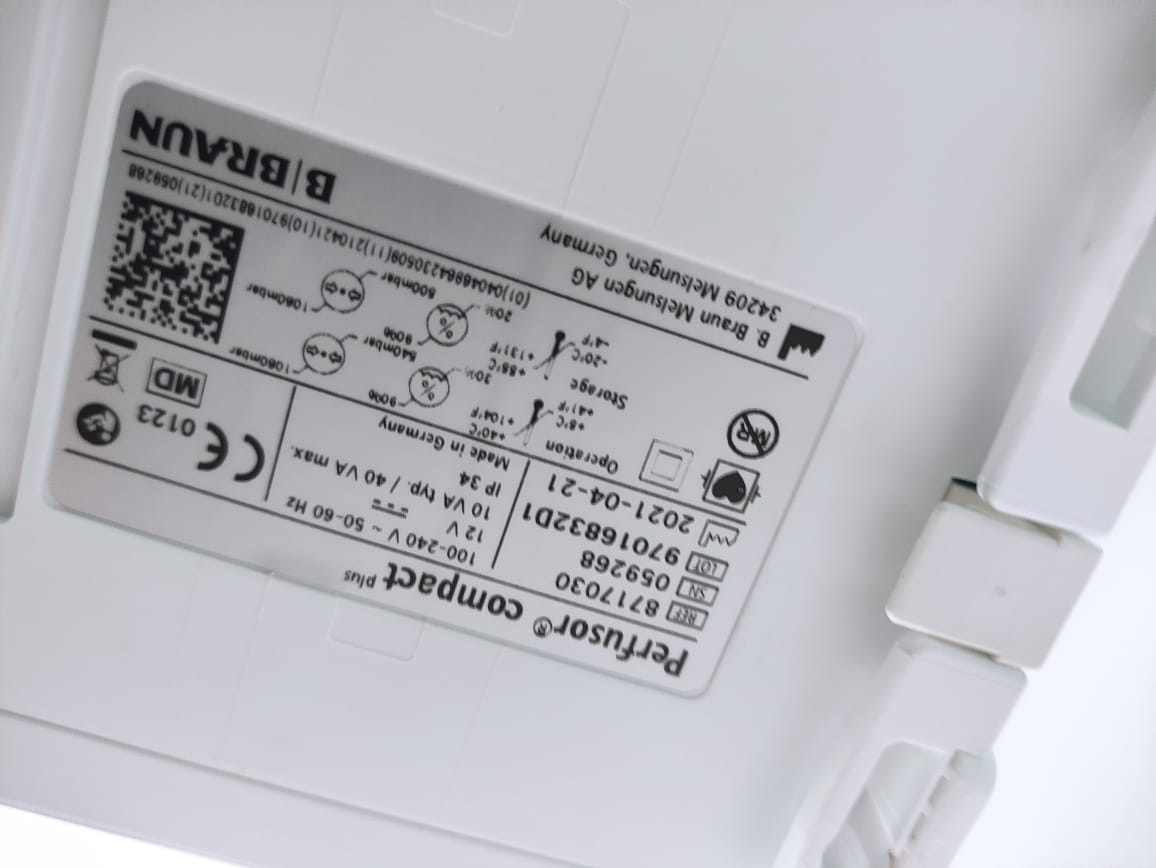 Perfusor® compact plus
REF 8717030
SN 059268
LOT 97016832D1
2021-04-21
100-240 V ~ 50-60 Hz
12 V
10 VA typ. / 40 VA max.
IP 34
Made in Germany
CE 0123
MD
MR
Operation
+8°C
+41°F
+40°C
+104°F
30%
%
90%
540mbar
1060mbar
Storage
-20°C
-4°F
+55°C
+131°F
20%
%
90%
500mbar
1060mbar
B. Braun Melsungen AG
34209 Melsungen, Germany
(01)04046964230509(11)210421(10)97016832D1(21)059268
B|BRAUN